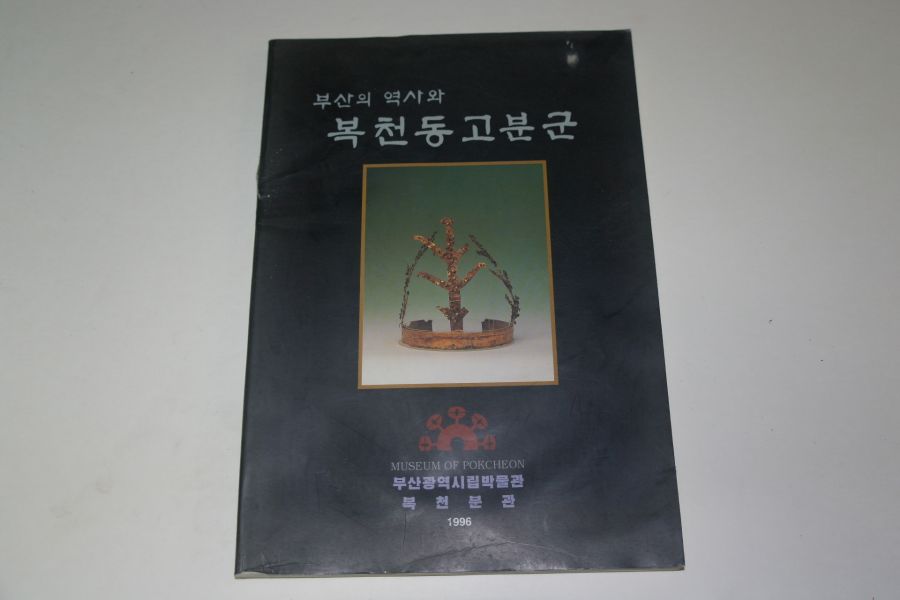 부산의 역사와
복천동고분군
MUSEUM OF POKCHEON
부산광역시립박물관
복천분관
1996